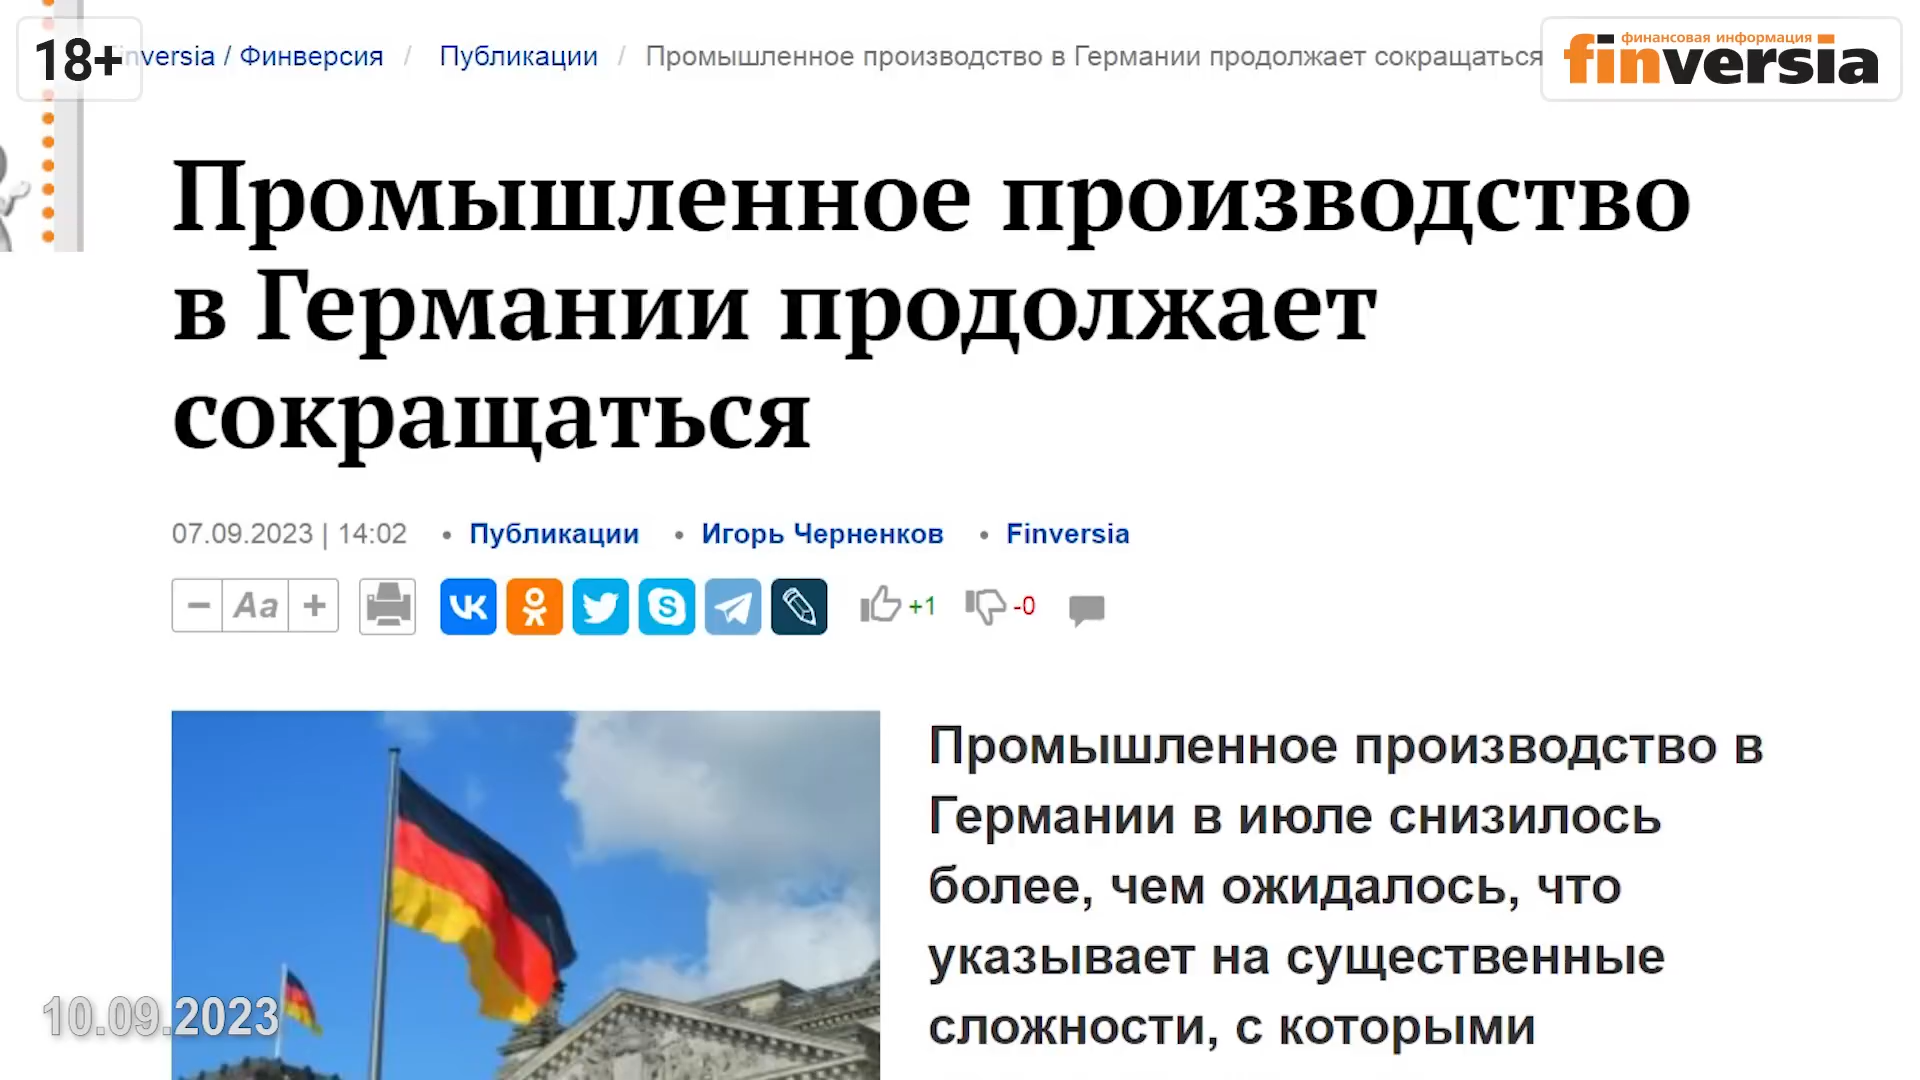 18+
inversia / Финверсия / Публикации / Промышленное производство в Германии продолжает сокращаться
финансовая информация
finversia
Промышленное производство
в Германии продолжает
сокращаться
07.09.2023 | 14:02 • Публикации • Игорь Черненков • Finversia
− Aa + +1 -0
Промышленное производство в
Германии в июле снизилось
более, чем ожидалось, что
указывает на существенные
сложности, с которыми
10.09.2023